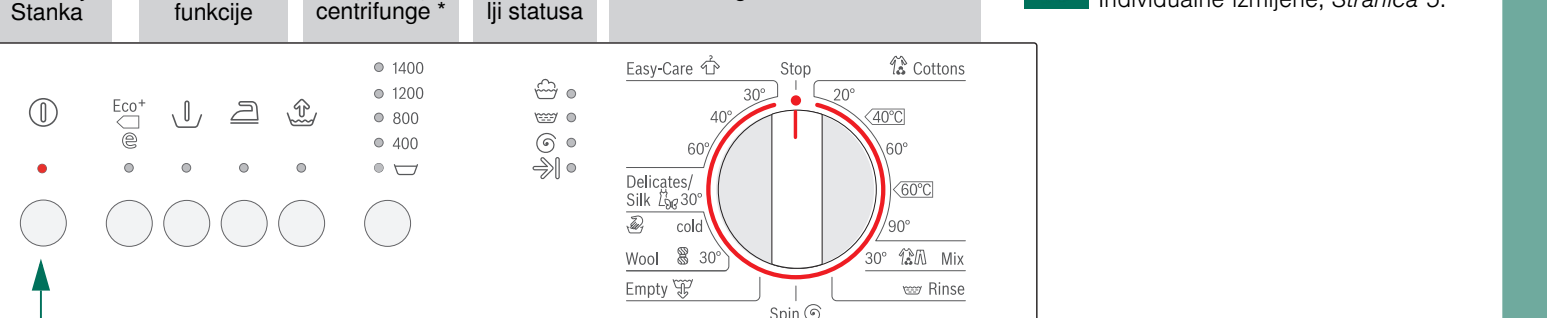 Stanka
funkcije
centrifunge *
lji statusa
Individualne izmjene, Stranica 5.
1400
1200
800
400
Eco+
e
Easy-Care
30°
40°
60°
Delicates/
Silk 30°
cold
Wool 30°
Empty
Stop
Spin
Cottons
20°
40°C
60°
60°C
90°
30° Mix
Rinse